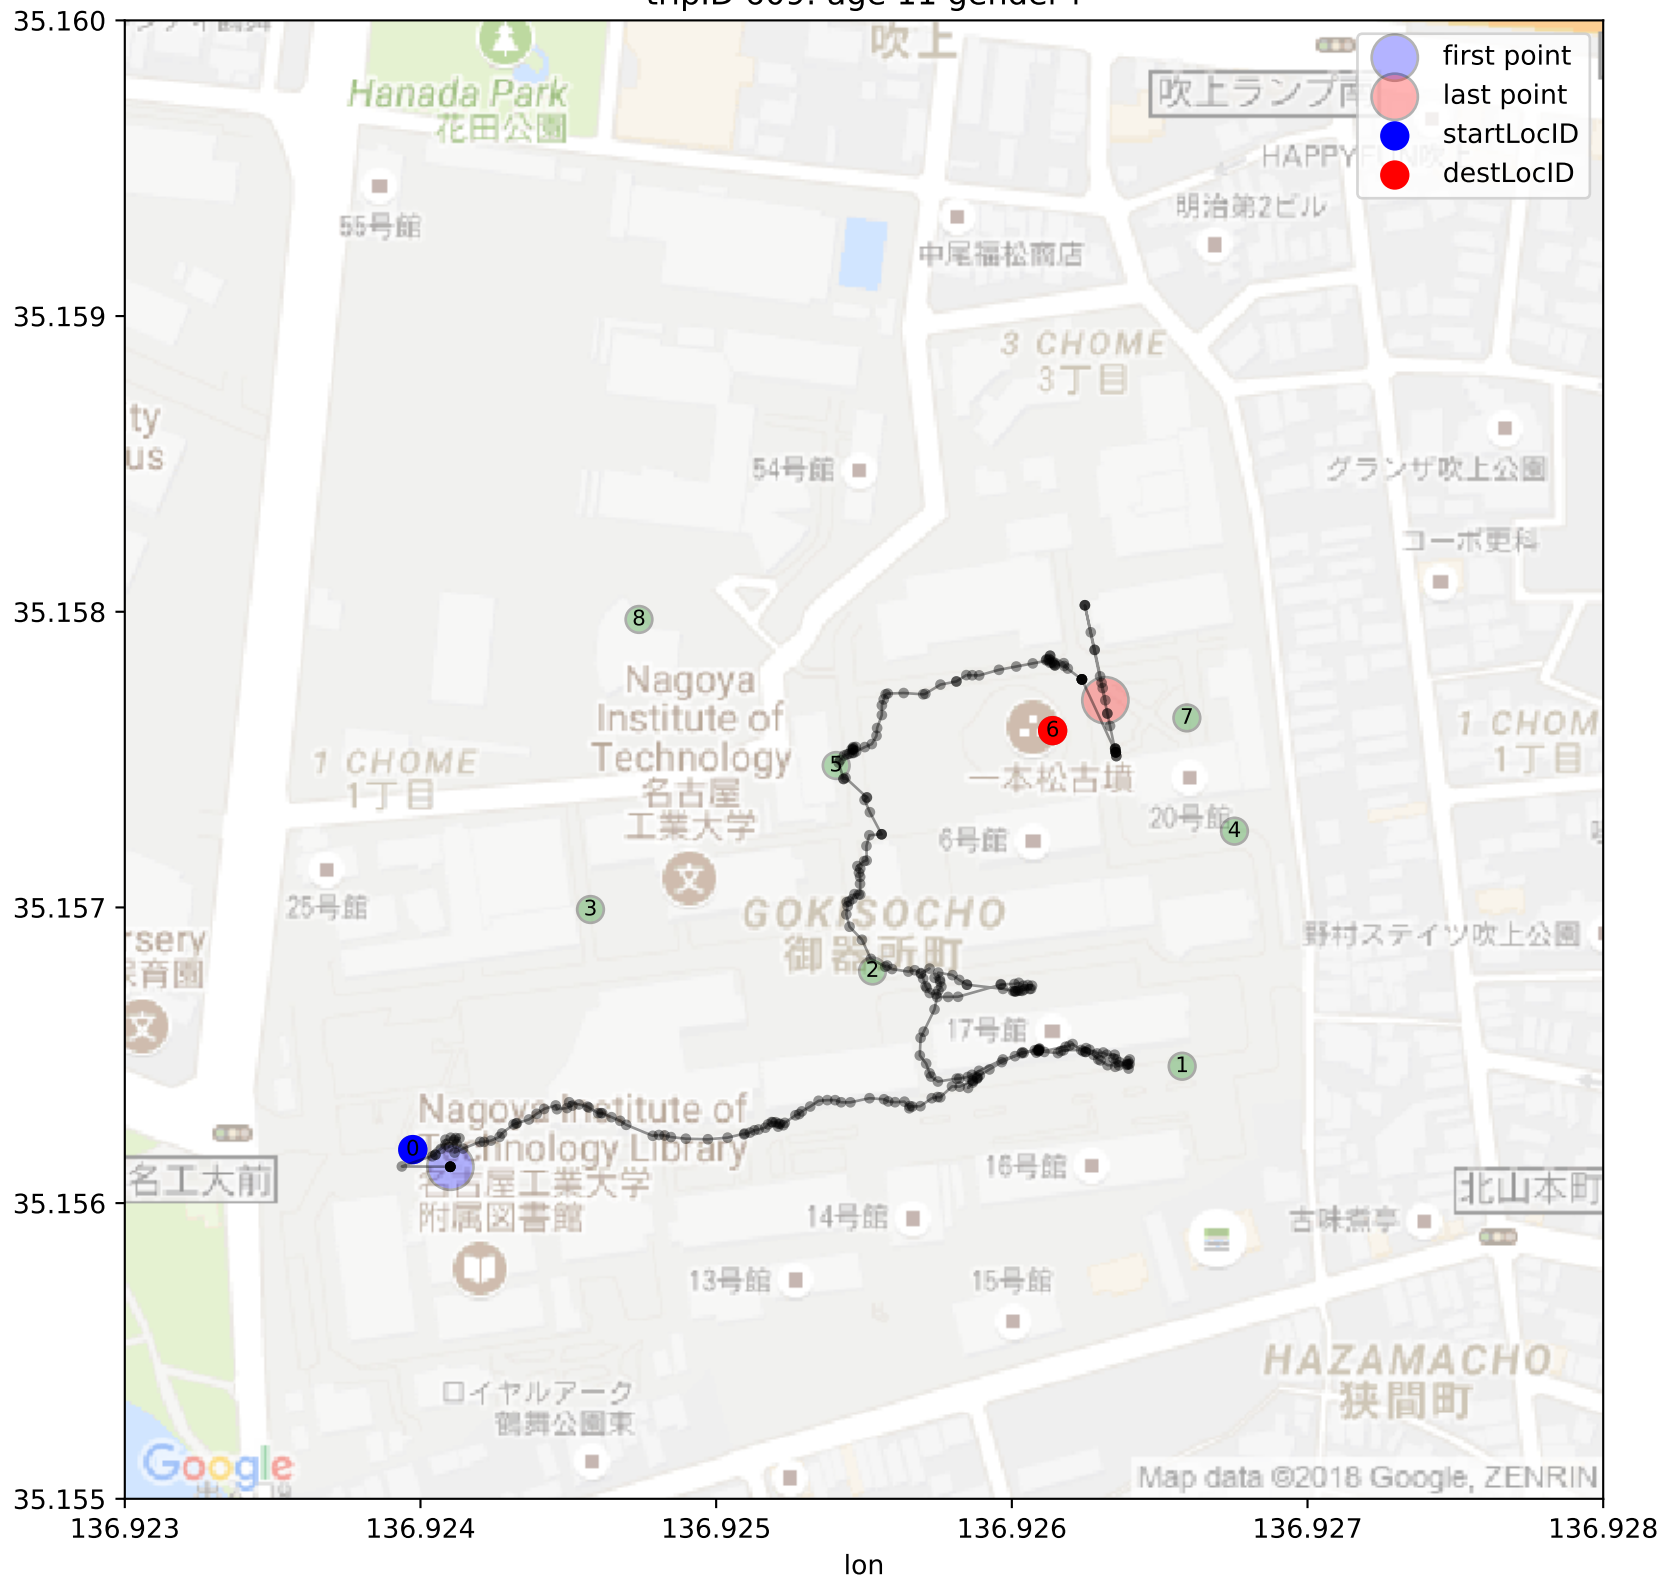 35.160
first point
last point
startLocID
destLocID
吹上
吹上ランプ
Hanada Park
花田公園
HAPPY
明治第2ビル
55号館
中尾福松商店
35.159
3 CHOME
3丁目
ty
us
54号館
グランザ吹上公園
コーポ更科
35.158
8
Nagoya
Institute of
Technology
名古屋
工業大学
7
6
5
1 CHOME
1丁目
1 CHOM
1丁目
一本松古墳
20号館
4
6号館
25号館
3
35.157
GOKISOCHO
御器所町
rsery
保育園
野村ステイツ吹上公園
2
17号館
1
Nagoya Institute of
Technology Library
名古屋工業大学
附属図書館
0
名工大前
16号館
北山本町
35.156
14号館
古味煮亭
13号館
15号館
HAZAMACHO
狭間町
ロイヤルアーク
鶴舞公園東
Google
Map data ©2018 Google, ZENRIN
35.155
136.923
136.924
136.925
136.926
136.927
136.928
lon